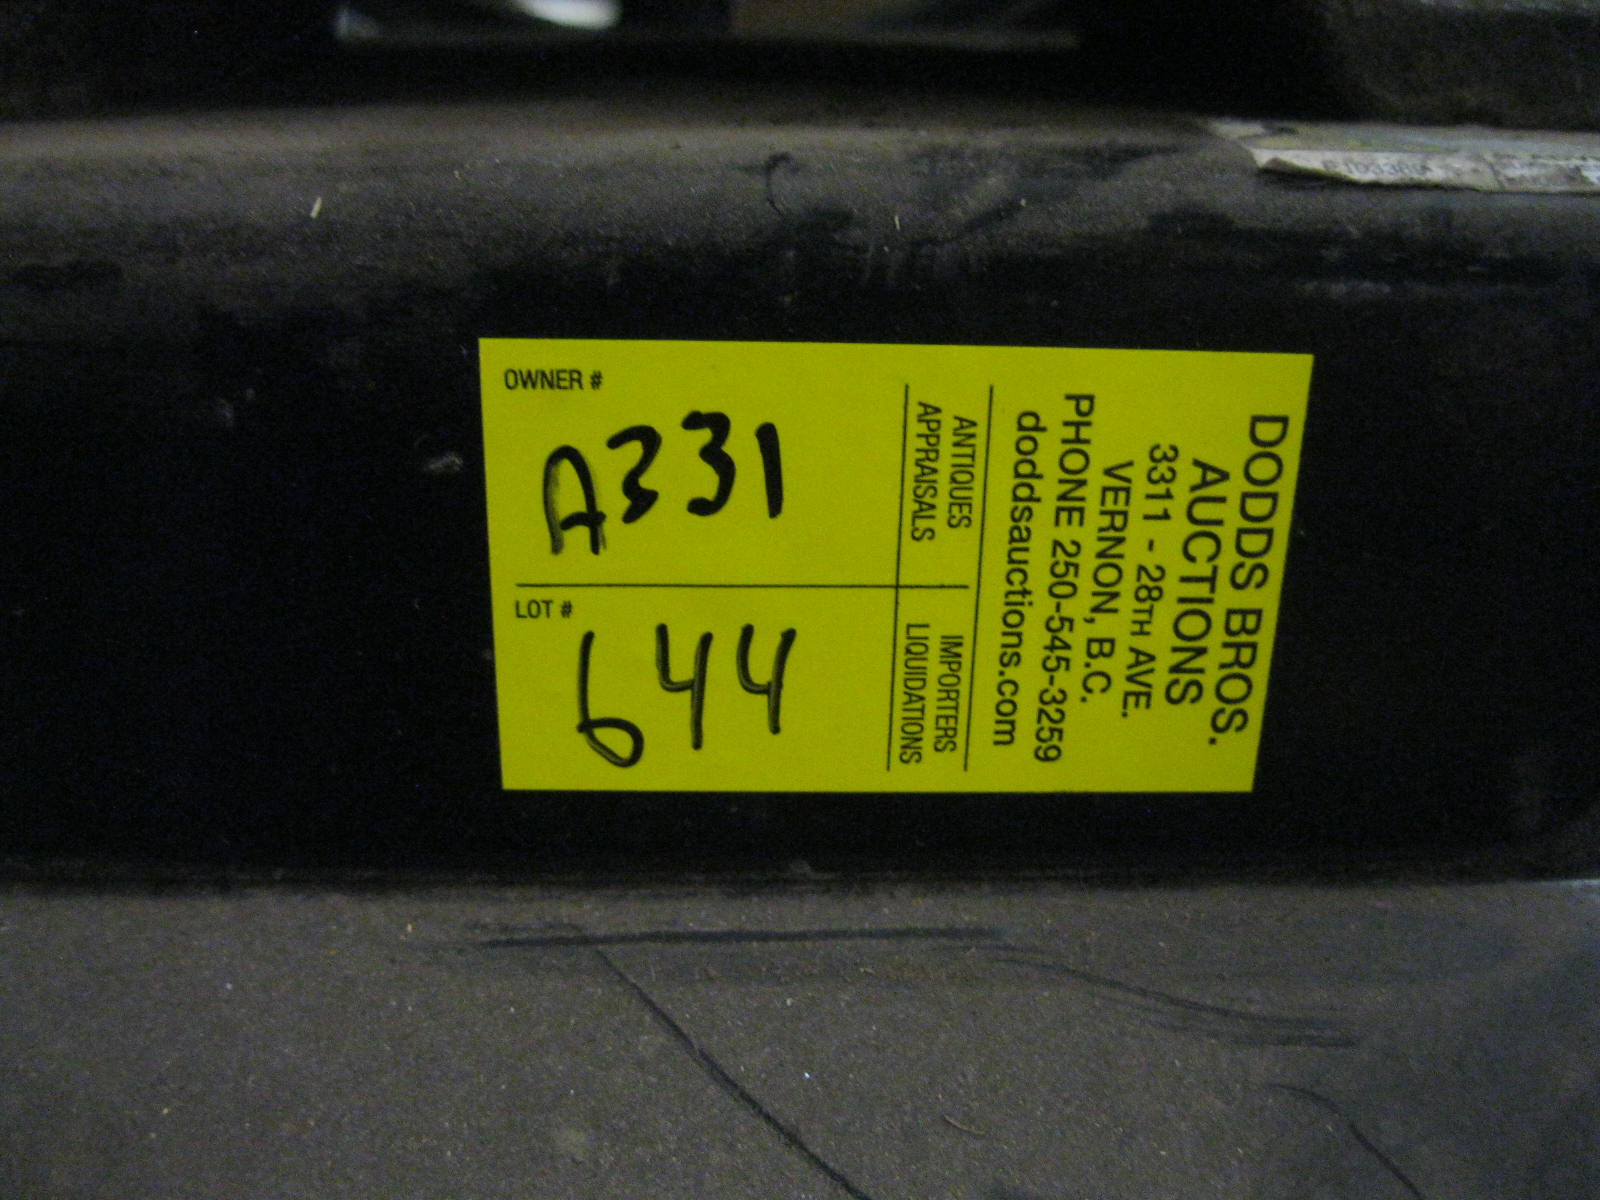 DODDS BROS.
AUCTIONS
3311 - 28TH AVE.
VERNON, B.C.
PHONE 250-545-3259
doddsauctions.com
ANTIQUES
APPRAISALS
IMPORTERS
LIQUIDATIONS
OWNER #
A331
LOT #
644